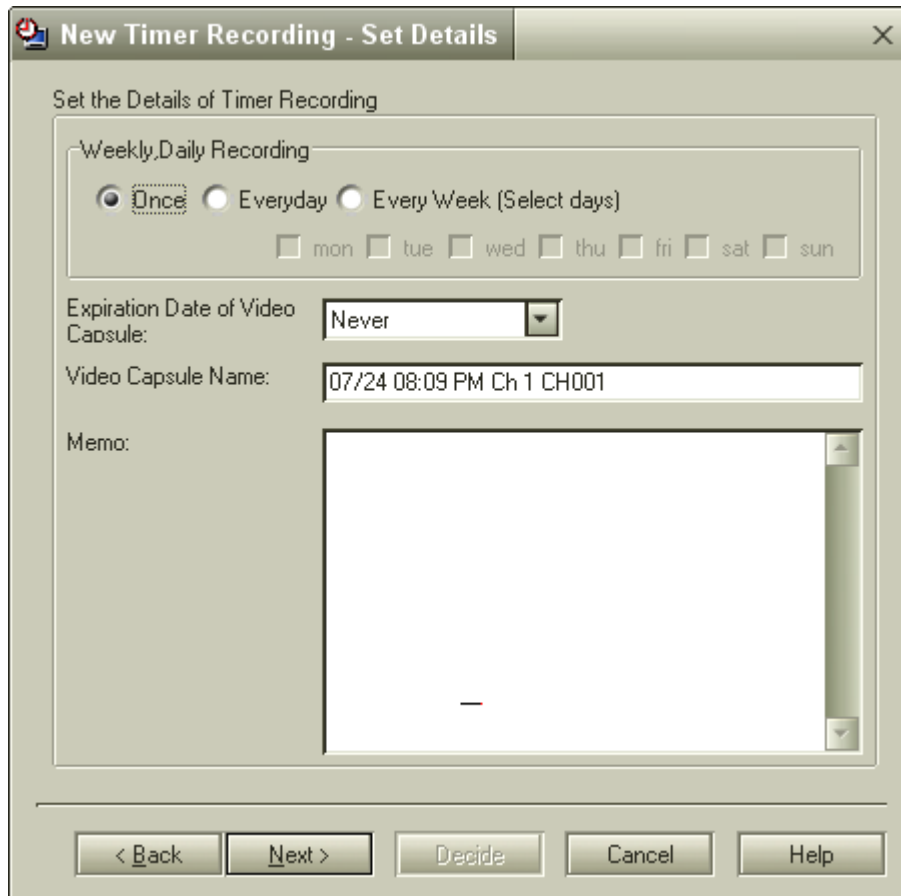 New Timer Recording - Set Details
Set the Details of Timer Recording
Weekly,Daily Recording
Once Everyday Every Week (Select days)
mon tue wed thu fri sat sun
Expiration Date of Video Capsule:
Never
Video Capsule Name:
07/24 08:09 PM Ch 1 CH001
Memo:
< Back Next > Decide Cancel Help